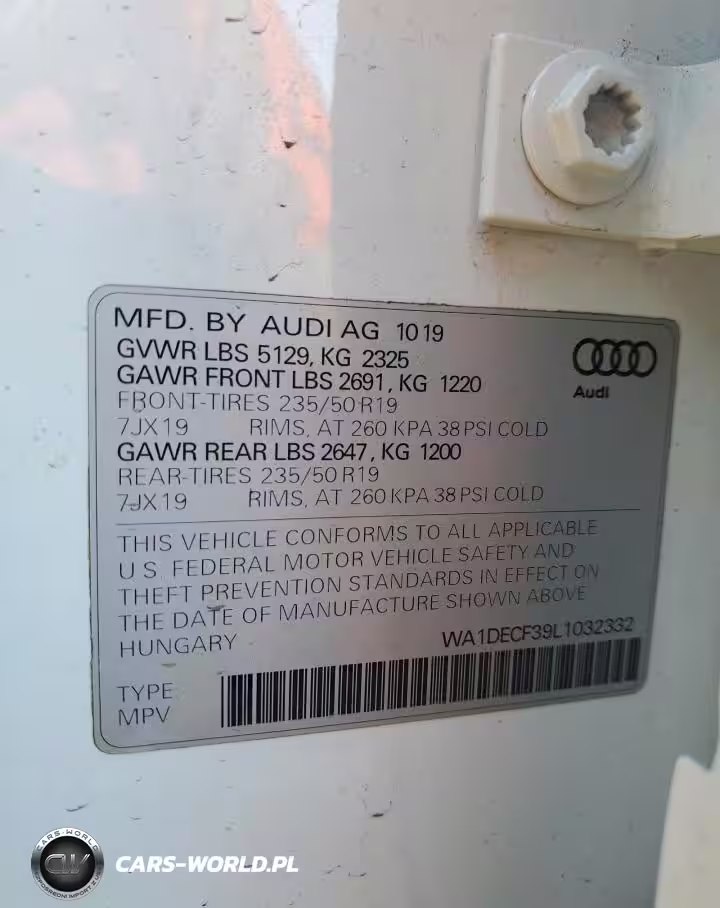 MFD. BY AUDI AG 10 19
GVWR LBS 5129, KG 2325
GAWR FRONT LBS 2691, KG 1220
FRONT-TIRES 235/50 R19
7JX19 RIMS, AT 260 KPA 38 PSI COLD
GAWR REAR LBS 2647, KG 1200
REAR-TIRES 235/50 R19
7JX19 RIMS, AT 260 KPA 38 PSI COLD
Audi
THIS VEHICLE CONFORMS TO ALL APPLICABLE
U.S. FEDERAL MOTOR VEHICLE SAFETY AND
THEFT PREVENTION STANDARDS IN EFFECT ON
THE DATE OF MANUFACTURE SHOWN ABOVE
HUNGARY WA1DECF39L1032332
TYPE
MPV
CARS-WORLD
CW
CARS-WORLD.PL